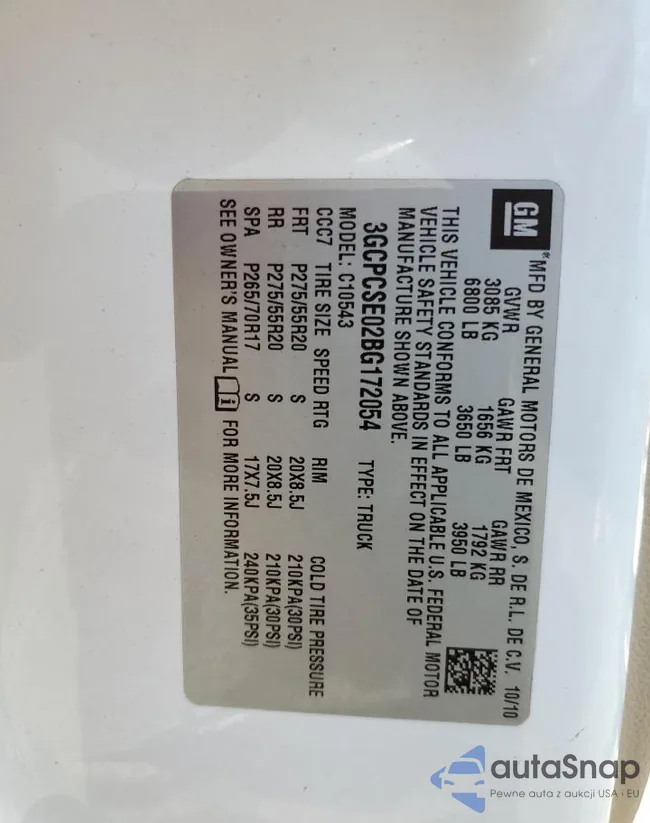 GM
® MFD BY GENERAL MOTORS DE MEXICO, S. DE R.L. DE C.V. 10/10
GVWR GAWR FRT GAWR RR
3085 KG 1656 KG 1792 KG
6800 LB 3650 LB 3950 LB
THIS VEHICLE CONFORMS TO ALL APPLICABLE U.S. FEDERAL MOTOR
VEHICLE SAFETY STANDARDS IN EFFECT ON THE DATE OF
MANUFACTURE SHOWN ABOVE.
3GCPCSE02BG172054 TYPE: TRUCK
MODEL: C10543
CCC7 TIRE SIZE SPEED RTG RIM COLD TIRE PRESSURE
FRT P275/55R20 S 20X8.5J 210KPA(30PSI)
RR P275/55R20 S 20X8.5J 210KPA(30PSI)
SPA P265/70R17 S 17X7.5J 240KPA(35PSI)
SEE OWNER'S MANUAL i FOR MORE INFORMATION.
autaSnap
Pewne auta z aukcji USA i EU